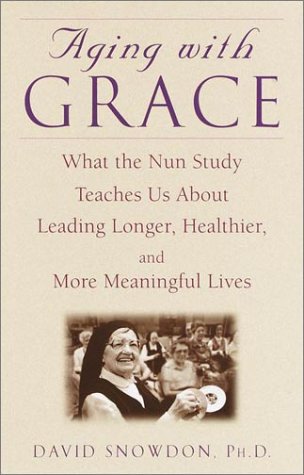 Aging with
GRACE
What the Nun Study
Teaches Us About
Leading Longer, Healthier,
and
More Meaningful Lives
DAVID SNOWDON, PH.D.